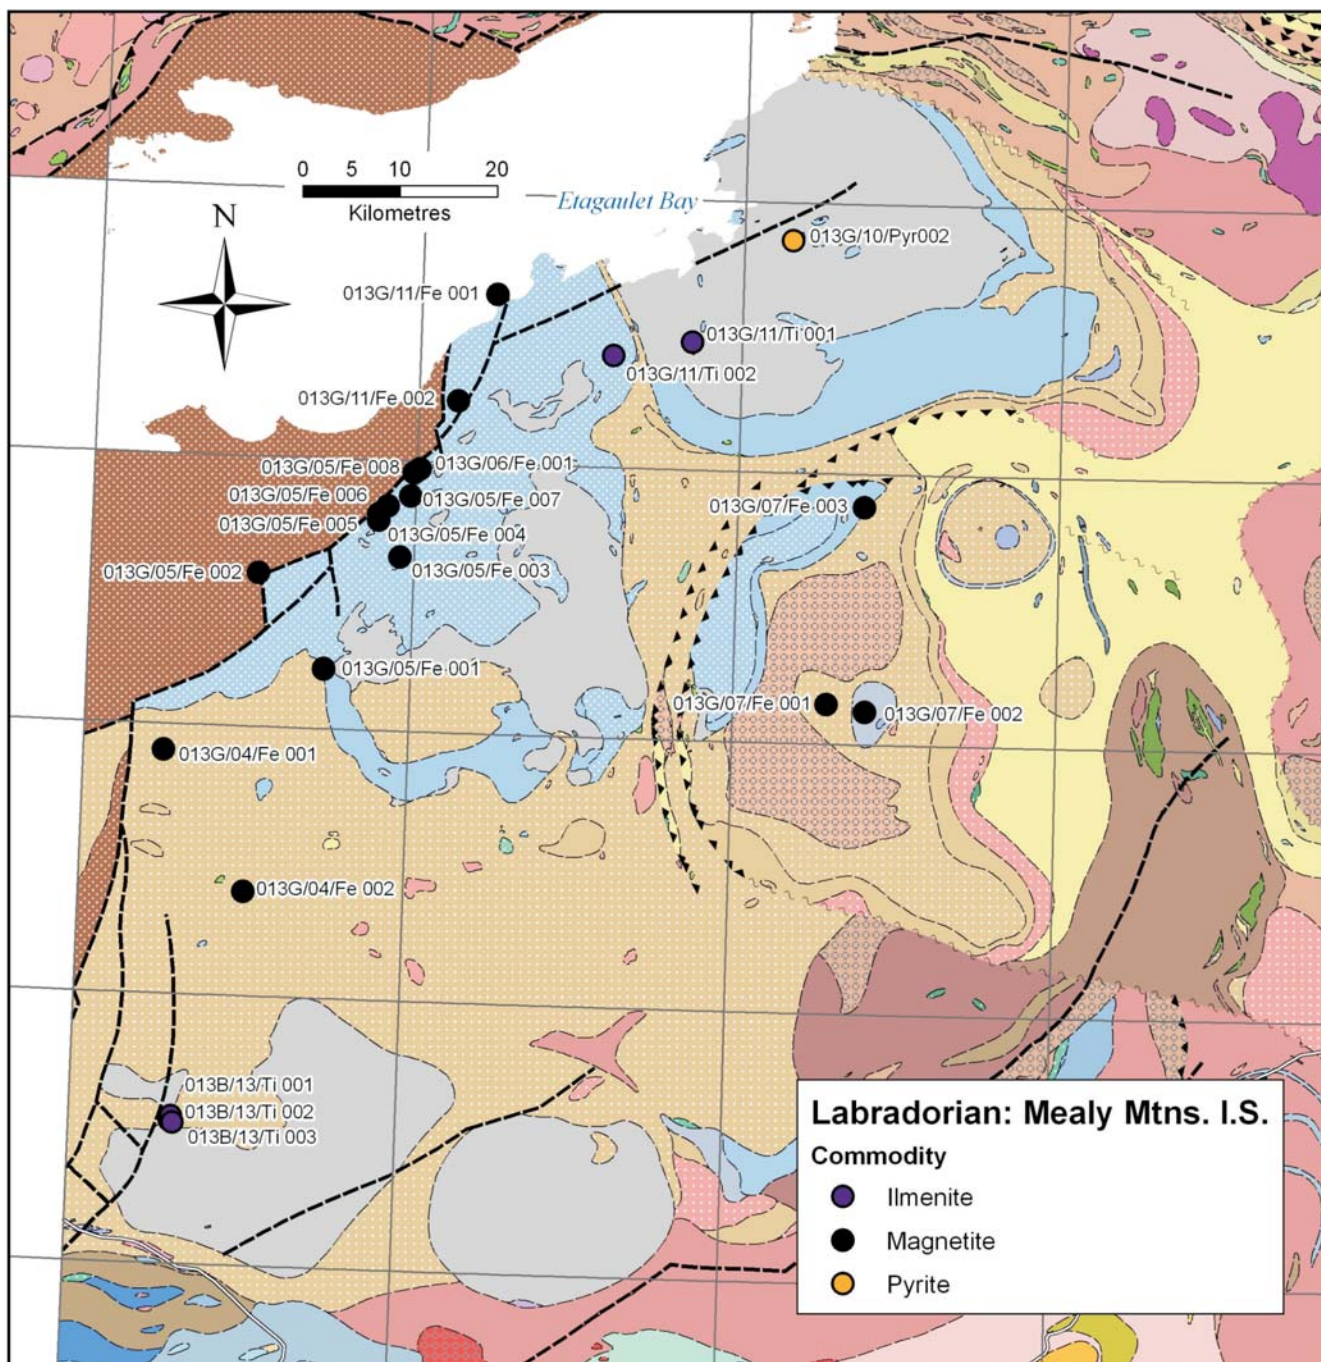 0 5 10 20
Kilometres
Etagaulet Bay
N
013G/10/Pyr002
013G/11/Fe 001
013G/11/Ti 001
013G/11/Ti 002
013G/11/Fe 002
013G/05/Fe 008
013G/06/Fe 001
013G/05/Fe 006
013G/05/Fe 007
013G/07/Fe 003
013G/05/Fe 005
013G/05/Fe 004
013G/05/Fe 002
013G/05/Fe 003
013G/05/Fe 001
013G/07/Fe 001
013G/07/Fe 002
013G/04/Fe 001
013G/04/Fe 002
013B/13/Ti 001
013B/13/Ti 002
013B/13/Ti 003
Labradorian: Mealy Mtns. I.S.
Commodity
Ilmenite
Magnetite
Pyrite